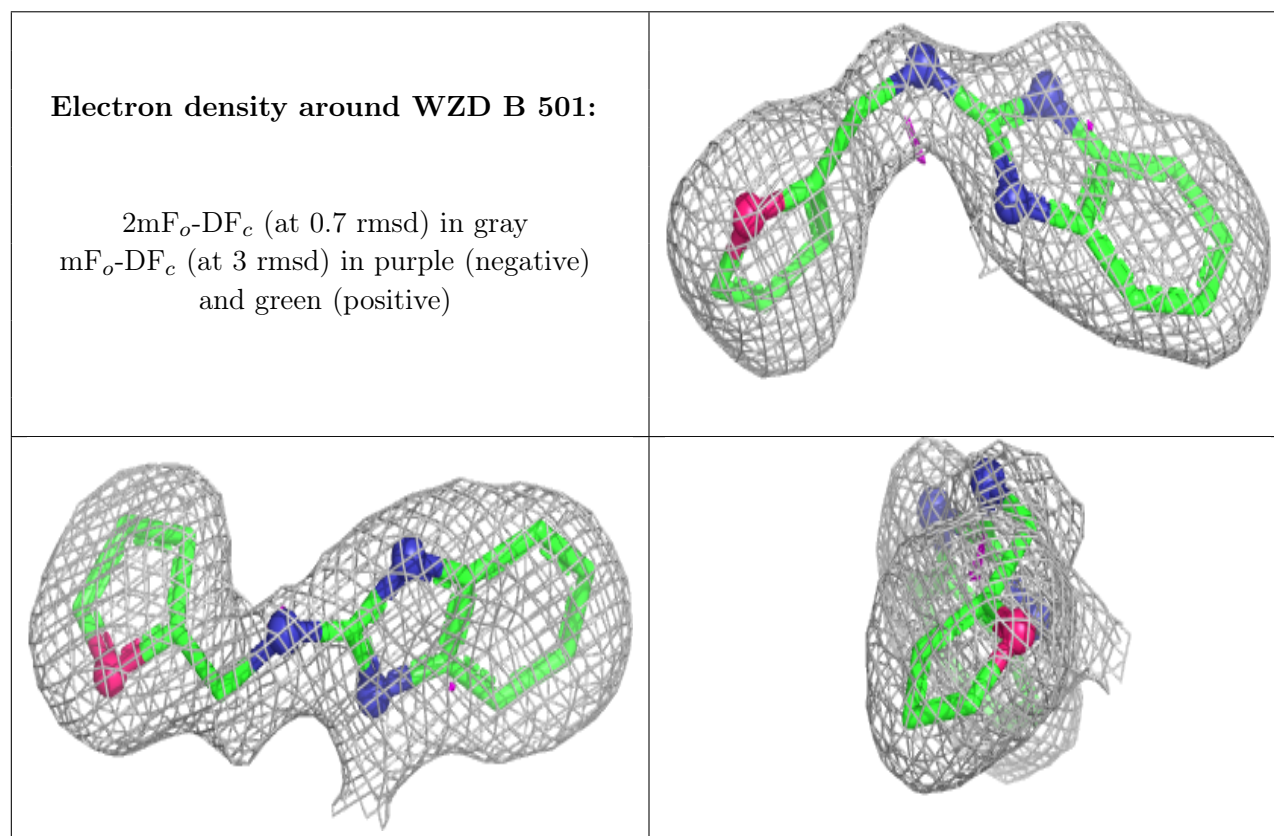 Electron density around WZD B 501:
2mFo-DFc (at 0.7 rmsd) in gray
mFo-DFc (at 3 rmsd) in purple (negative)
and green (positive)